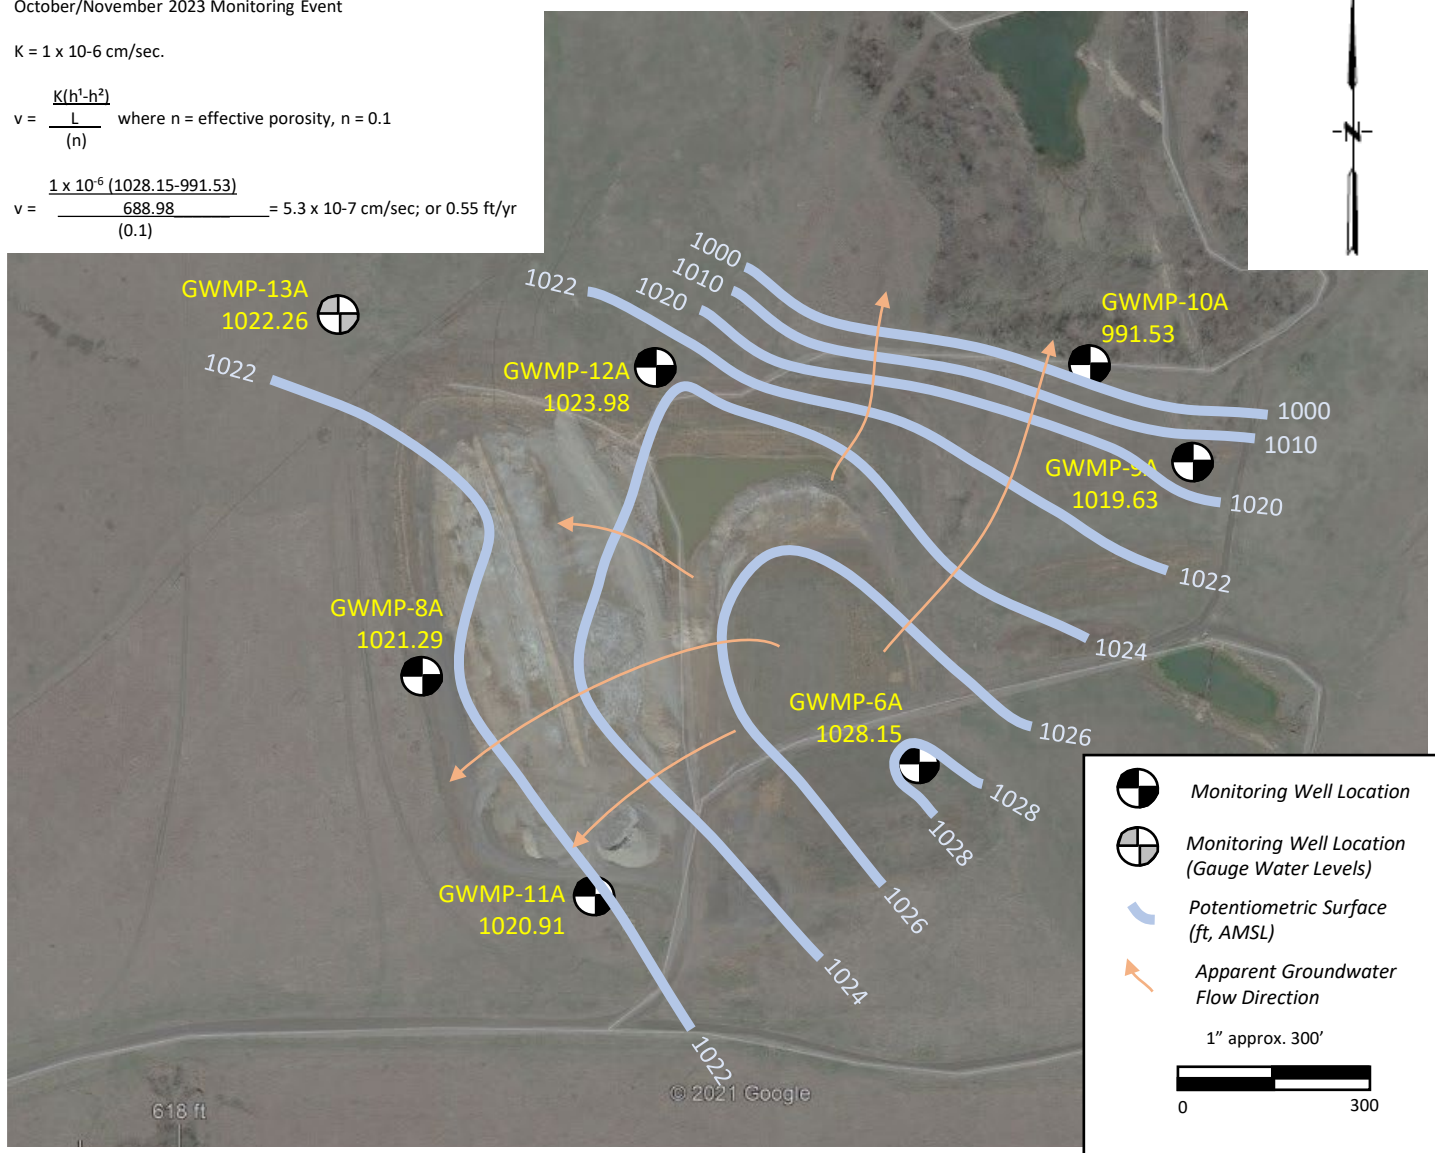 October/November 2023 Monitoring Event
K = 1 x 10-6 cm/sec.
K(h¹-h²)
v = L where n = effective porosity, n = 0.1
(n)
1 x 10⁻⁶ (1028.15-991.53)
v = 688.98 = 5.3 x 10-7 cm/sec; or 0.55 ft/yr
(0.1)
N
1000
1010
1020
1022
GWMP-13A
1022.26
1022
GWMP-12A
1023.98
GWMP-10A
991.53
1000
1010
GWMP-9A
1019.63
1020
1022
GWMP-8A
1021.29
1024
GWMP-6A
1028.15
1026
1028
1028
GWMP-11A
1020.91
1026
1024
1022
© 2021 Google
618 ft
Monitoring Well Location
Monitoring Well Location
(Gauge Water Levels)
Potentiometric Surface
(ft, AMSL)
Apparent Groundwater
Flow Direction
1” approx. 300’
0 300